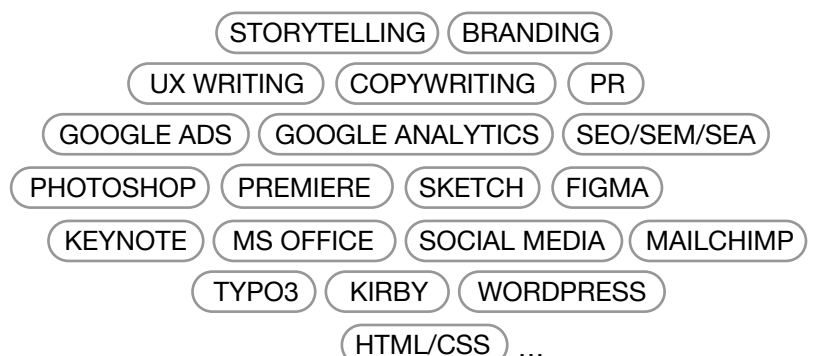 STORYTELLING BRANDING
UX WRITING COPYWRITING PR
GOOGLE ADS GOOGLE ANALYTICS SEO/SEM/SEA
PHOTOSHOP PREMIERE SKETCH FIGMA
KEYNOTE MS OFFICE SOCIAL MEDIA MAILCHIMP
TYPO3 KIRBY WORDPRESS
HTML/CSS ...